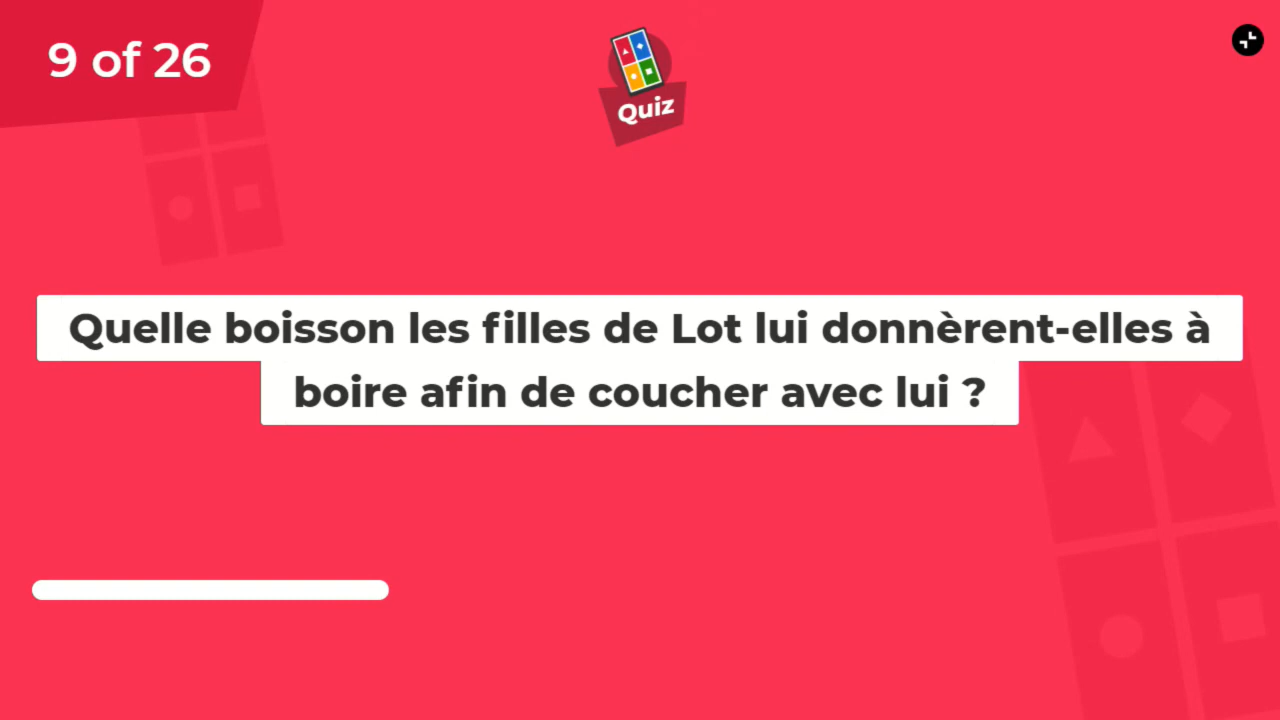 9 of 26
Quiz
Quelle boisson les filles de Lot lui donnèrent-elles à
boire afin de coucher avec lui ?